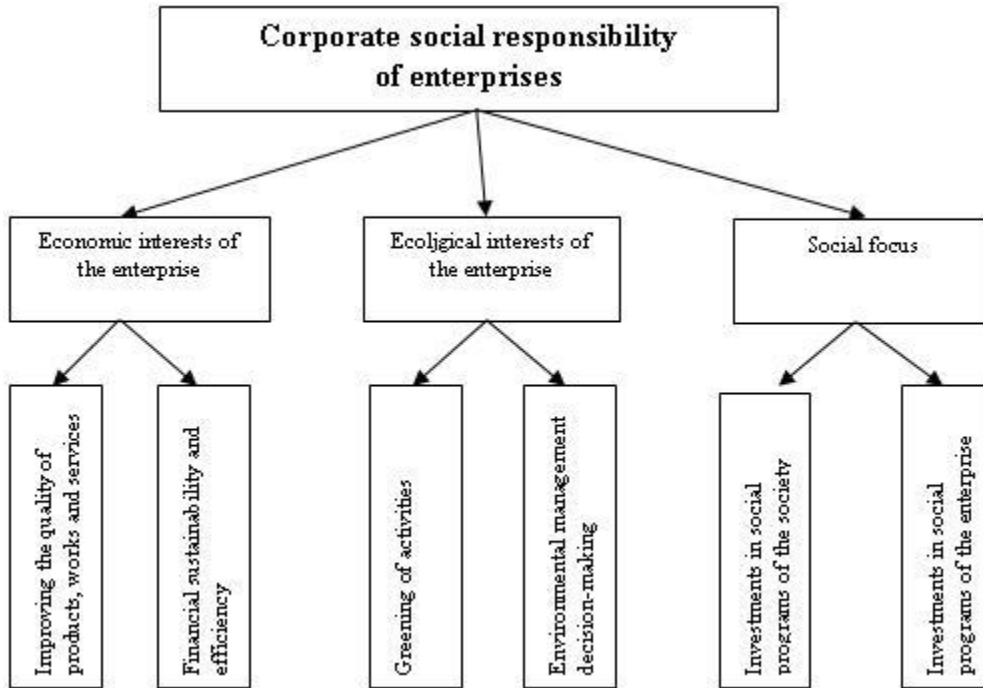 Corporate social responsibility
of enterprises
Economic interests of
the enterprise
Ecoljgical interests of
the enterprise
Social focus
Improving the quality of
products, works and services
Financial sustainability and
efficiency
Greening of activities
Environmental management
decision-making
Investments in social
programs of the society
Investments in social
programs of the enterprise